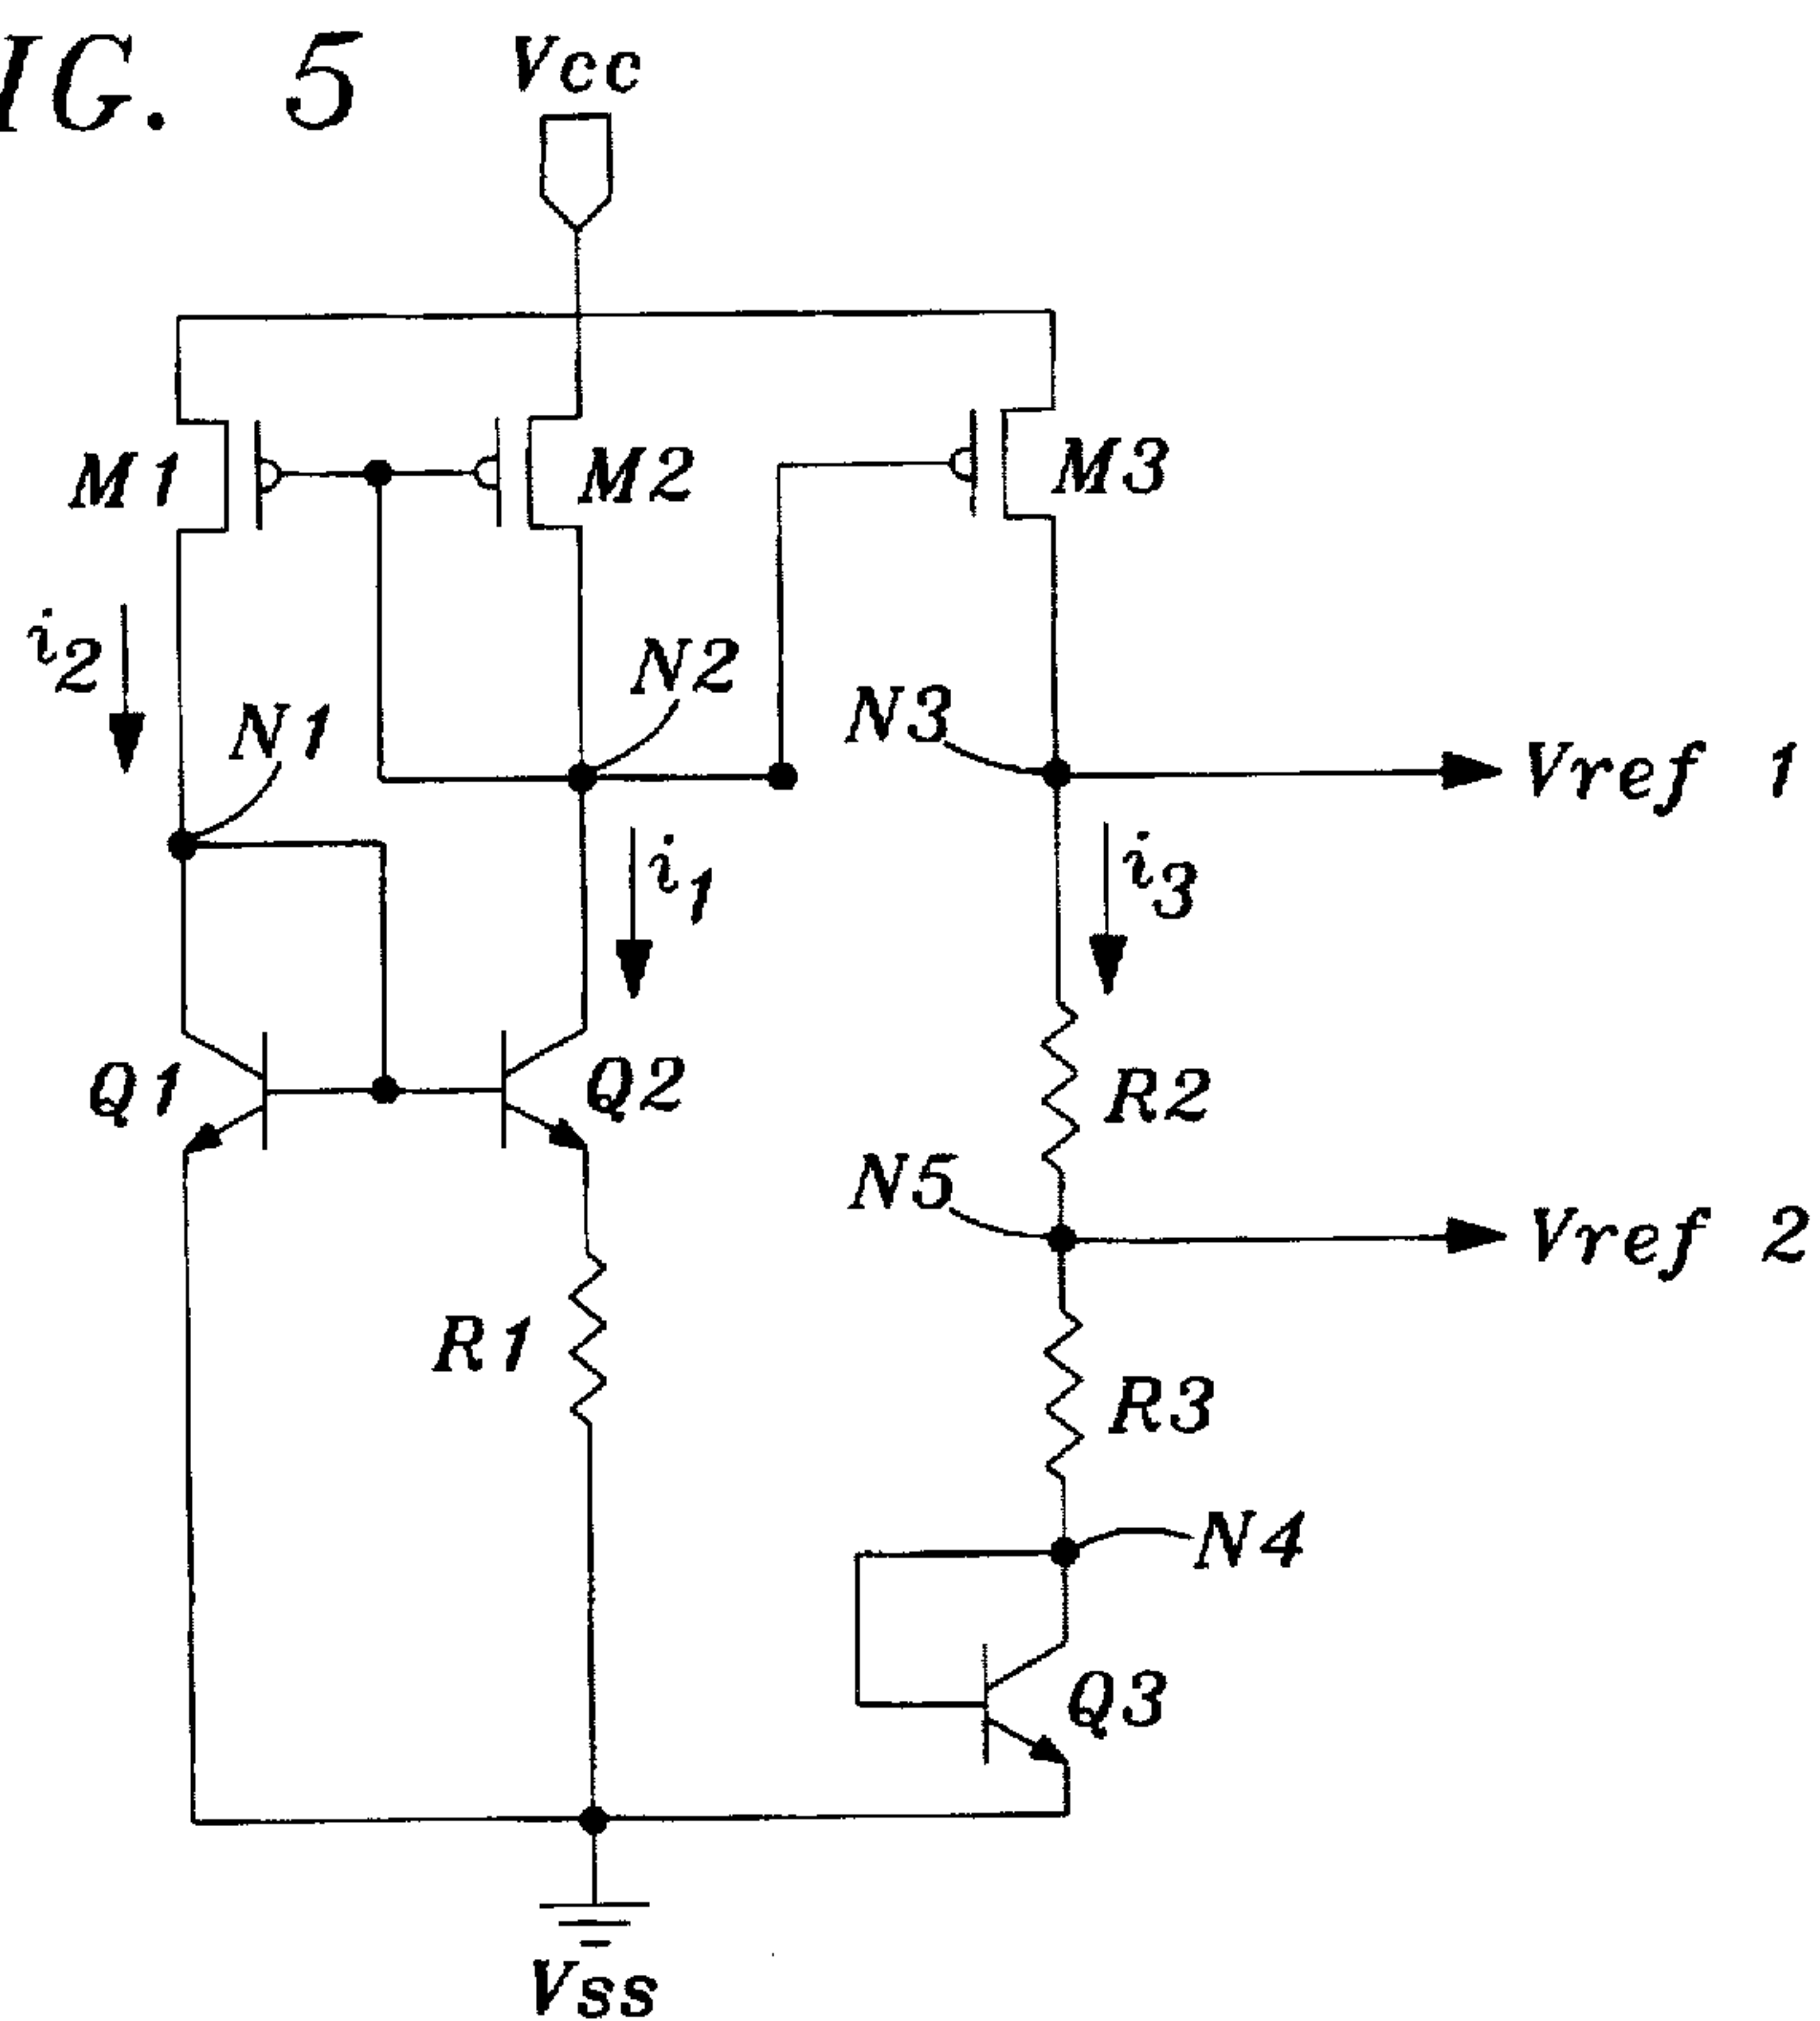 IG. 5
Vcc
M1
M2
M3
i2
N1
N2
N3
Vref 1
i1
i3
Q1
Q2
R2
N5
Vref 2
R1
R3
N4
Q3
Vss